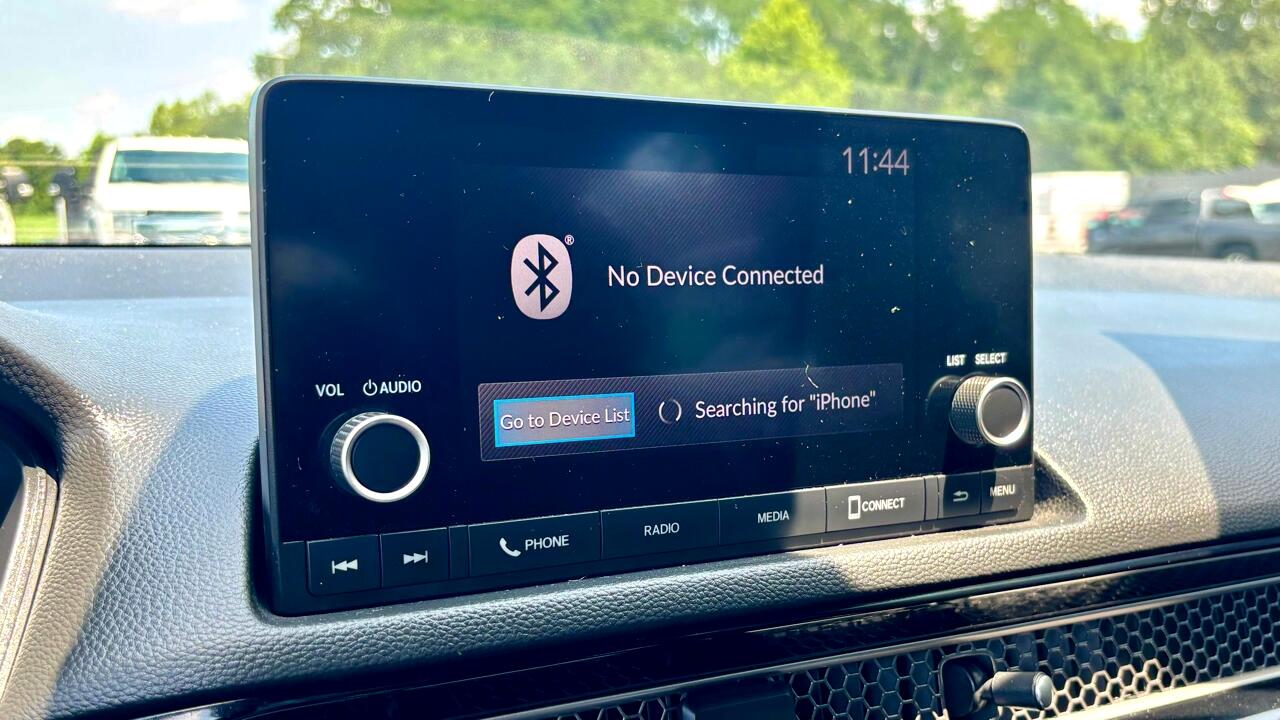 11:44
®
No Device Connected
LIST SELECT
VOL AUDIO
Go to Device List Searching for "iPhone"
PHONE RADIO MEDIA CONNECT MENU